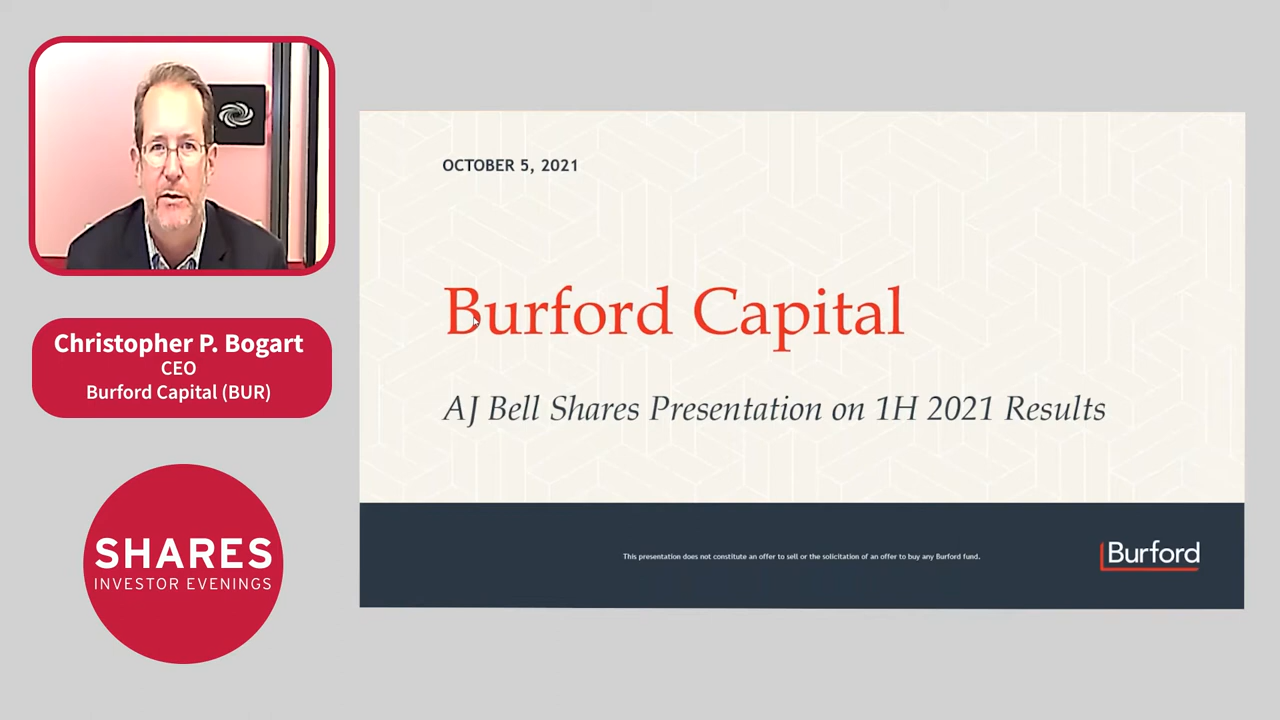 Christopher P. Bogart
CEO
Burford Capital (BUR)
SHARES
INVESTOR EVENINGS
OCTOBER 5, 2021
Burford Capital
AJ Bell Shares Presentation on 1H 2021 Results
This presentation does not constitute an offer to sell or the solicitation of an offer to buy any Burford fund.
Burford